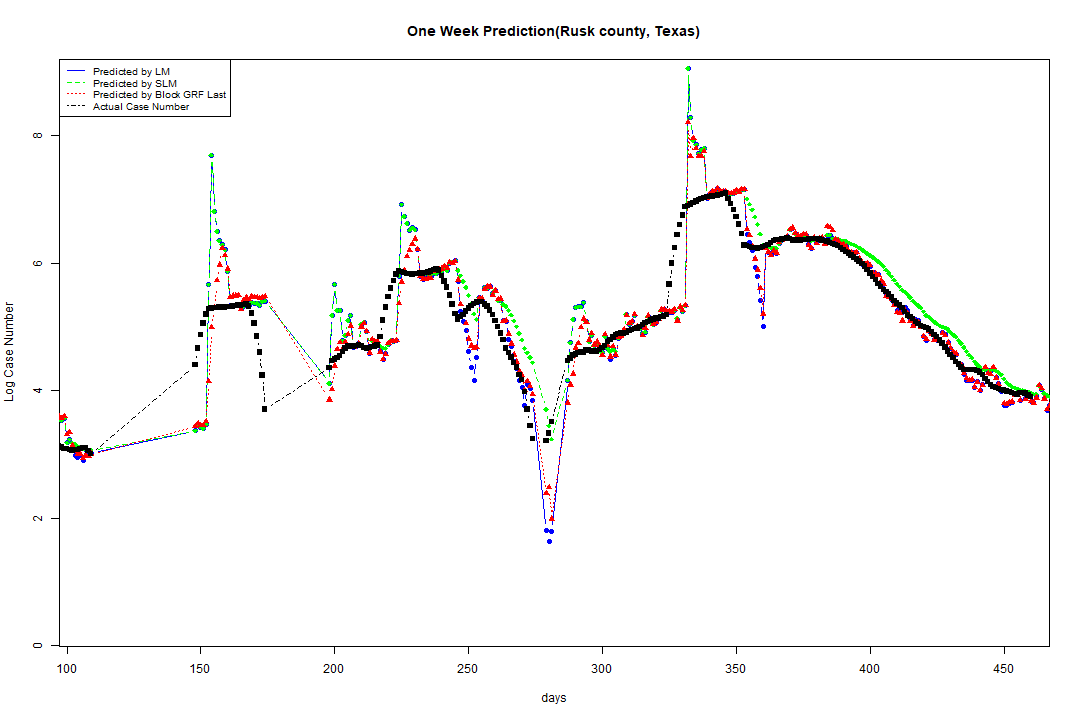 One Week Prediction(Rusk county, Texas)
Predicted by LM
Predicted by SLM
Predicted by Block GRF Last
Actual Case Number
Log Case Number
8
6
4
2
0
100 150 200 250 300 350 400 450
days